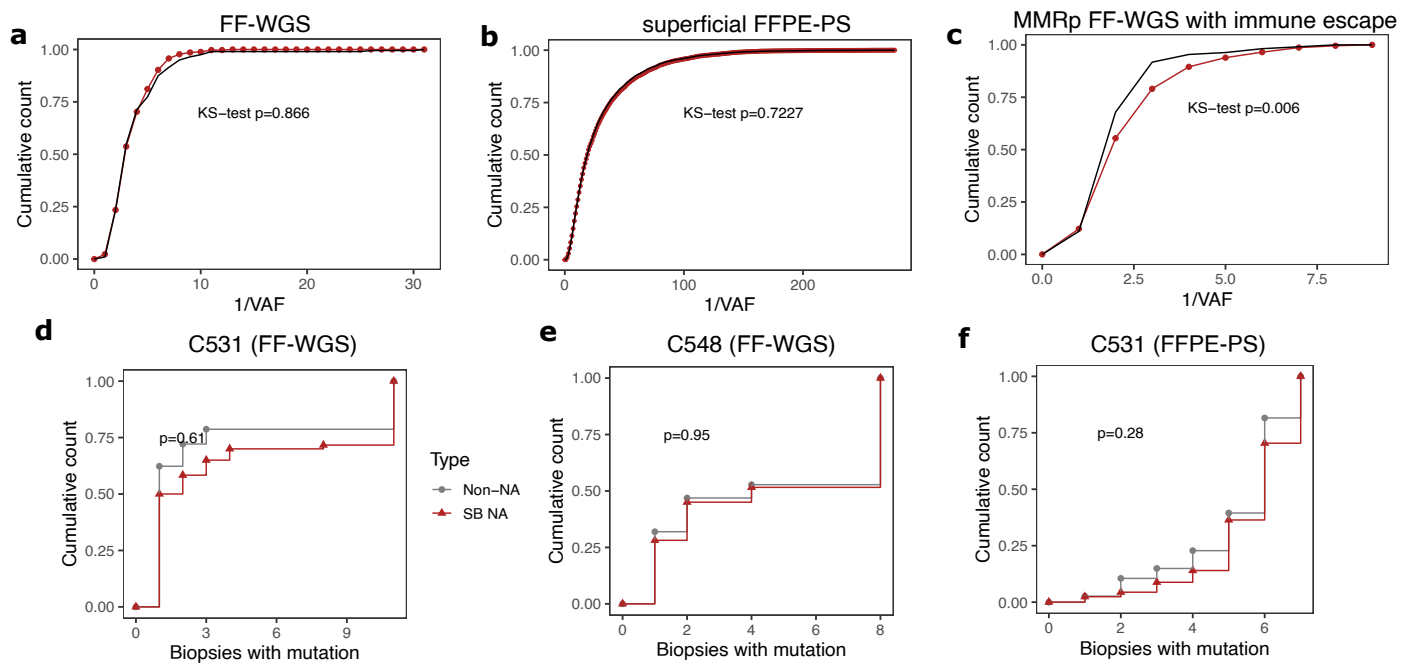 a
FF-WGS
Cumulative count
1.00
0.75
0.50
0.25
0.00
KS-test p=0.866
0 10 20 30
1/VAF
b
superficial FFPE-PS
Cumulative count
1.00
0.75
0.50
0.25
0.00
KS-test p=0.7227
0 100 200
1/VAF
c
MMRp FF-WGS with immune escape
Cumulative count
1.00
0.75
0.50
0.25
0.00
KS-test p=0.006
0.0 2.5 5.0 7.5
1/VAF
d
C531 (FF-WGS)
Cumulative count
1.00
0.75
0.50
0.25
0.00
p=0.61
0 3 6 9
Biopsies with mutation
Type
Non-NA
SB NA
e
C548 (FF-WGS)
Cumulative count
1.00
0.75
0.50
0.25
0.00
p=0.95
0 2 4 6 8
Biopsies with mutation
f
C531 (FFPE-PS)
Cumulative count
1.00
0.75
0.50
0.25
0.00
p=0.28
0 2 4 6
Biopsies with mutation